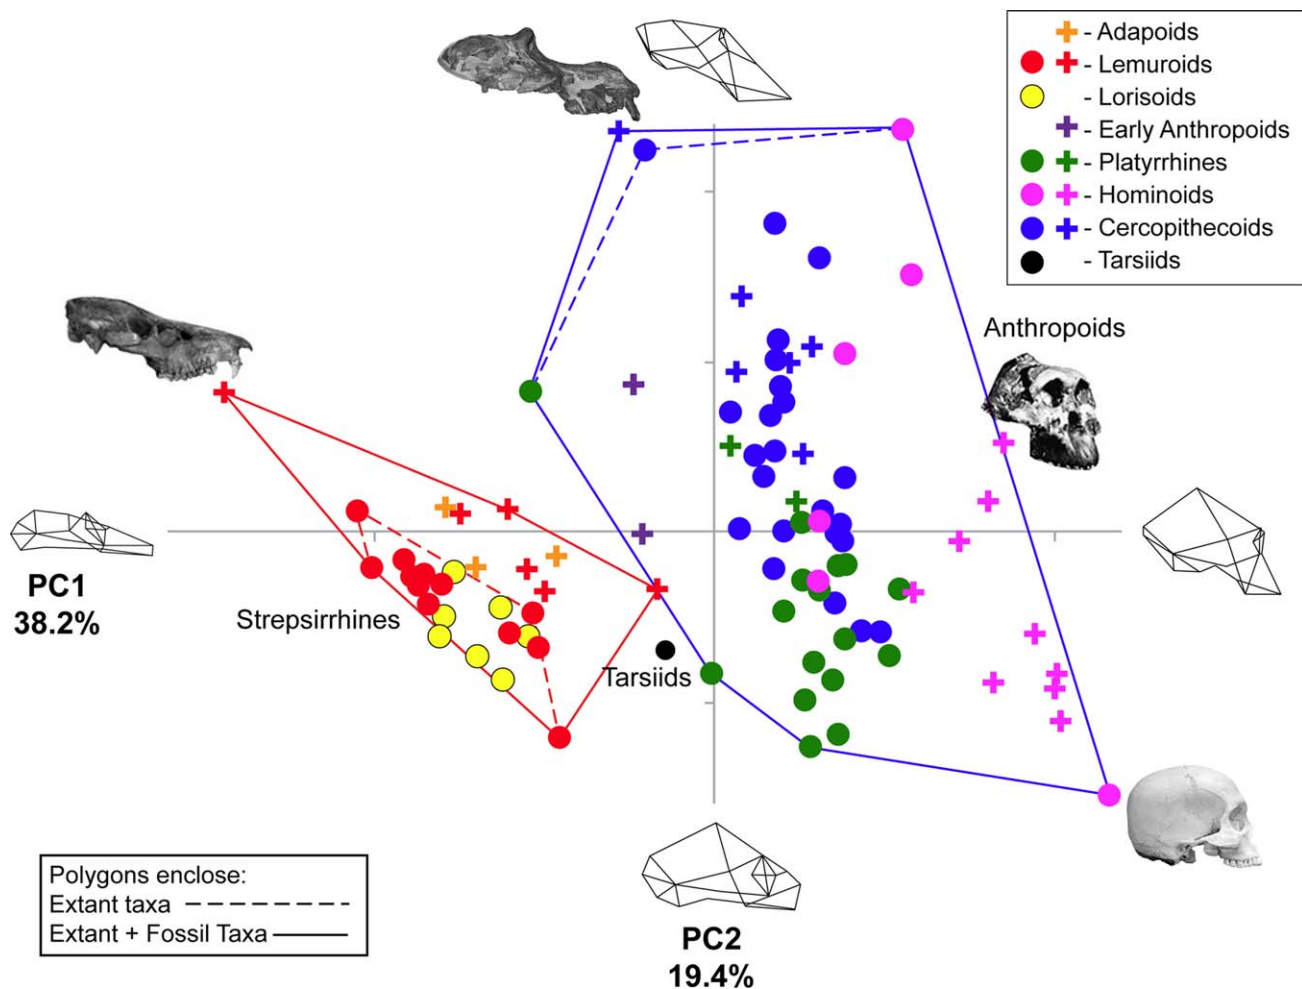 - Adapoids
- Lemuroids
- Lorisoids
- Early Anthropoids
- Platyrrhines
- Hominoids
- Cercopithecoids
- Tarsiids
Anthropoids
PC1
38.2%
Strepsirrhines
Tarsiids
Polygons enclose:
Extant taxa
Extant + Fossil Taxa
PC2
19.4%